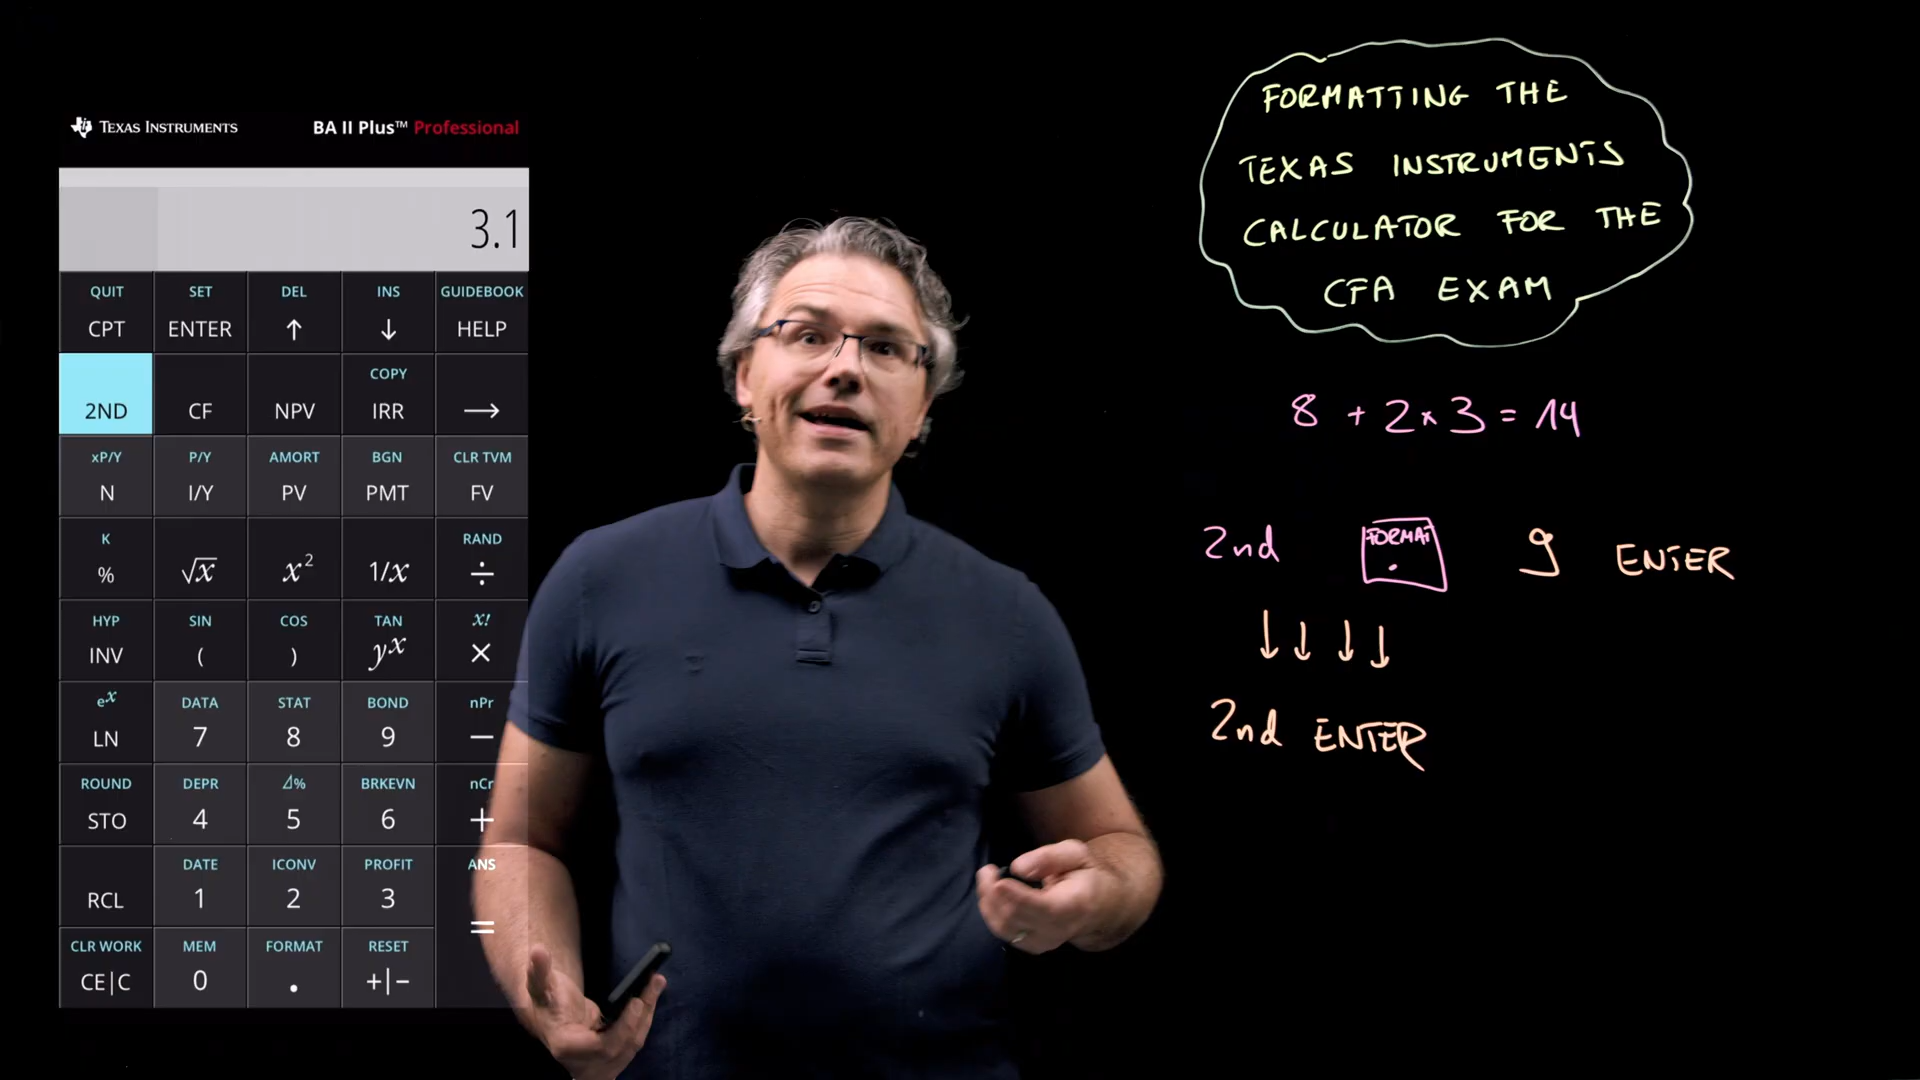 TEXAS INSTRUMENTS BA II Plus™ Professional
3.1
QUIT SET DEL INS GUIDEBOOK
CPT ENTER ↑ ↓ HELP
COPY
2ND CF NPV IRR →
xP/Y P/Y AMORT BGN CLR TVM
N I/Y PV PMT FV
K RAND
% √x x² 1/x ÷
HYP SIN COS TAN x!
INV ( ) yˣ ×
eˣ DATA STAT BOND nPr
LN 7 8 9 −
ROUND DEPR Δ% BRKEVN nCr
STO 4 5 6 +
DATE ICONV PROFIT ANS
RCL 1 2 3 =
CLR WORK MEM FORMAT RESET
CE|C 0 . +|−
FORMATTING THE
TEXAS INSTRUMENTS
CALCULATOR FOR THE
CFA EXAM
8 + 2 × 3 = 14
2nd FORMAT . 9 ENTER
↓ ↓ ↓ ↓
2nd ENTER